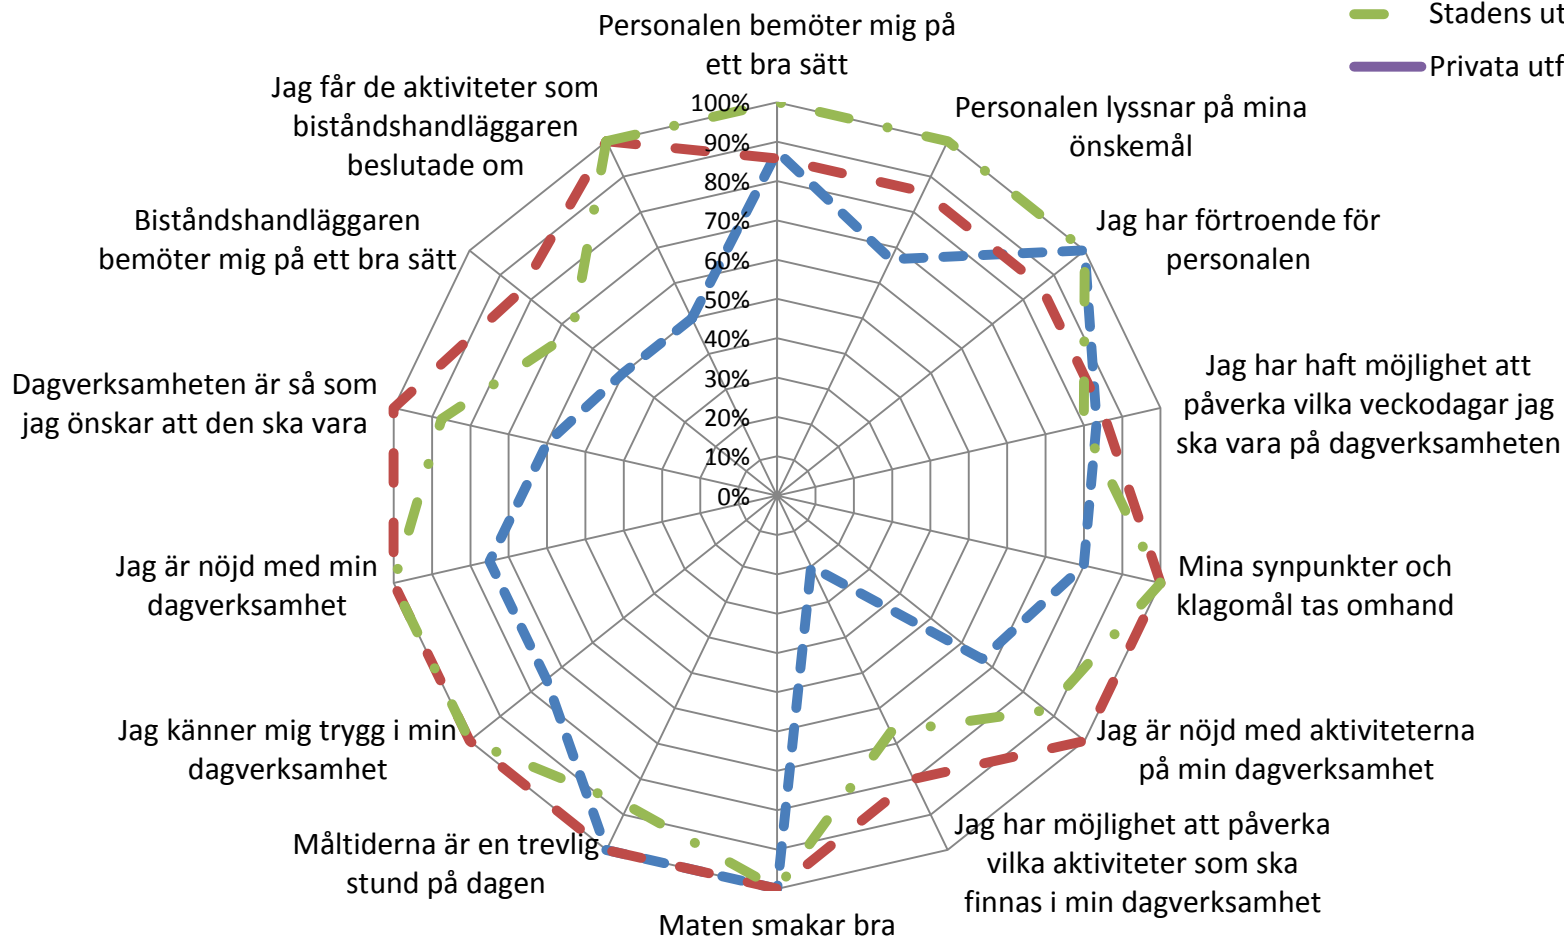 Stadens
Privata
Personalen bemöter mig på
ett bra sätt
Personalen lyssnar på mina
önskemål
Jag har förtroende för
personalen
Jag har haft möjlighet att
påverka vilka veckodagar jag
ska vara på dagverksamheten
Mina synpunkter och
klagomål tas omhand
Jag är nöjd med aktiviteterna
på min dagverksamhet
Jag har möjlighet att påverka
vilka aktiviteter som ska
finnas i min dagverksamhet
Maten smakar bra
Måltiderna är en trevlig
stund på dagen
Jag känner mig trygg i min
dagverksamhet
Jag är nöjd med min
dagverksamhet
Dagverksamheten är så som
jag önskar att den ska vara
Biståndshandläggaren
bemöter mig på ett bra sätt
Jag får de aktiviteter som
biståndshandläggaren
beslutade om
100%
90%
80%
70%
60%
50%
40%
30%
20%
10%
0%